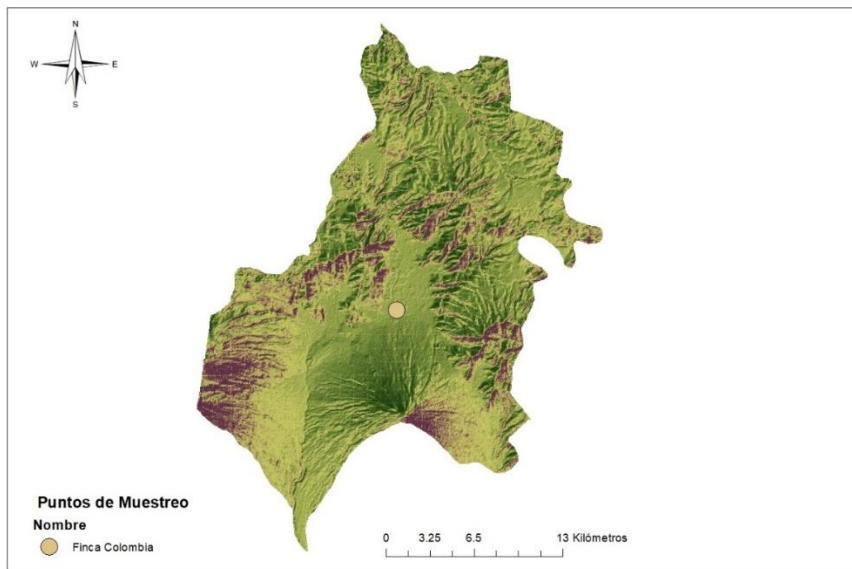 N
W E
S
Puntos de Muestreo
Nombre
Finca Colombia
0 3.25 6.5 13 Kilómetros